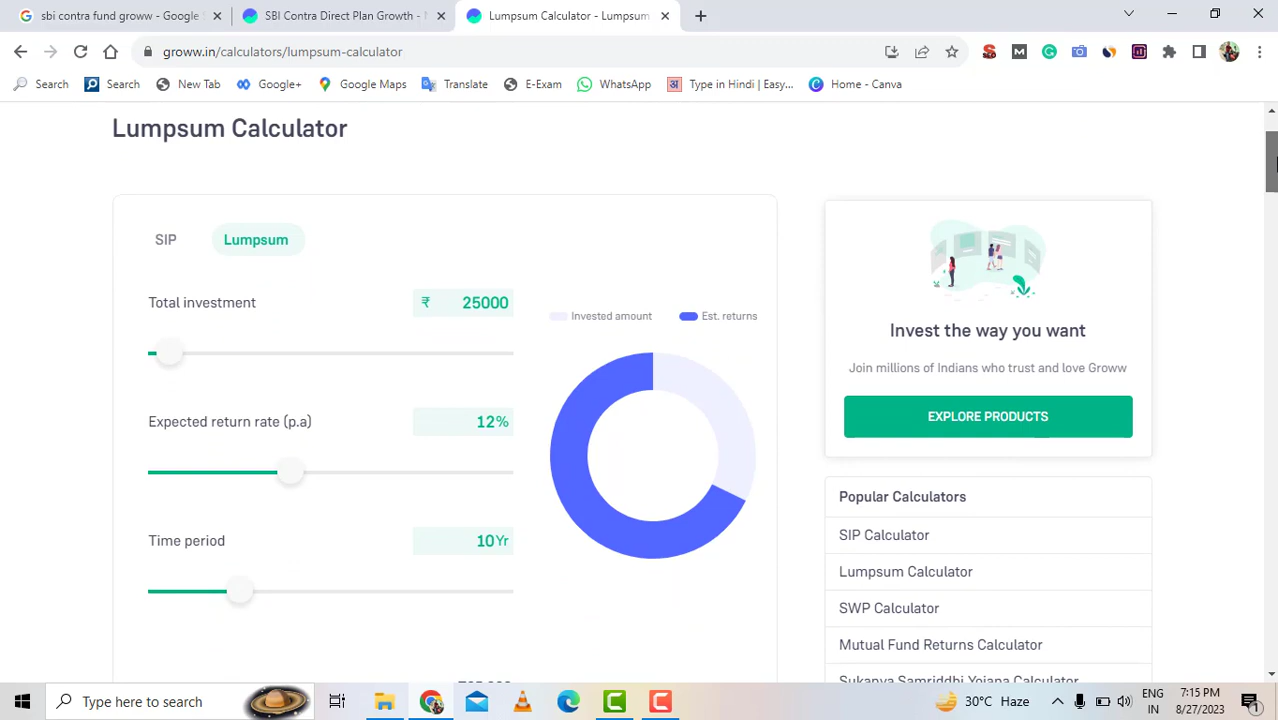 sbi contra fund groww - Google S
SBI Contra Direct Plan Growth - N
Lumpsum Calculator - Lumpsum
groww.in/calculators/lumpsum-calculator
Search
Search
New Tab
Google+
Google Maps
Translate
E-Exam
WhatsApp
Type in Hindi | Easy...
Home - Canva
Lumpsum Calculator
SIP
Lumpsum
Total investment
₹ 25000
Expected return rate (p.a)
12%
Time period
10Yr
Invested amount
Est. returns
Invest the way you want
Join millions of Indians who trust and love Groww
EXPLORE PRODUCTS
Popular Calculators
SIP Calculator
Lumpsum Calculator
SWP Calculator
Mutual Fund Returns Calculator
Sukanya Samriddhi Yojana Calculator
Type here to search
30°C Haze
ENG
IN
7:15 PM
8/27/2023